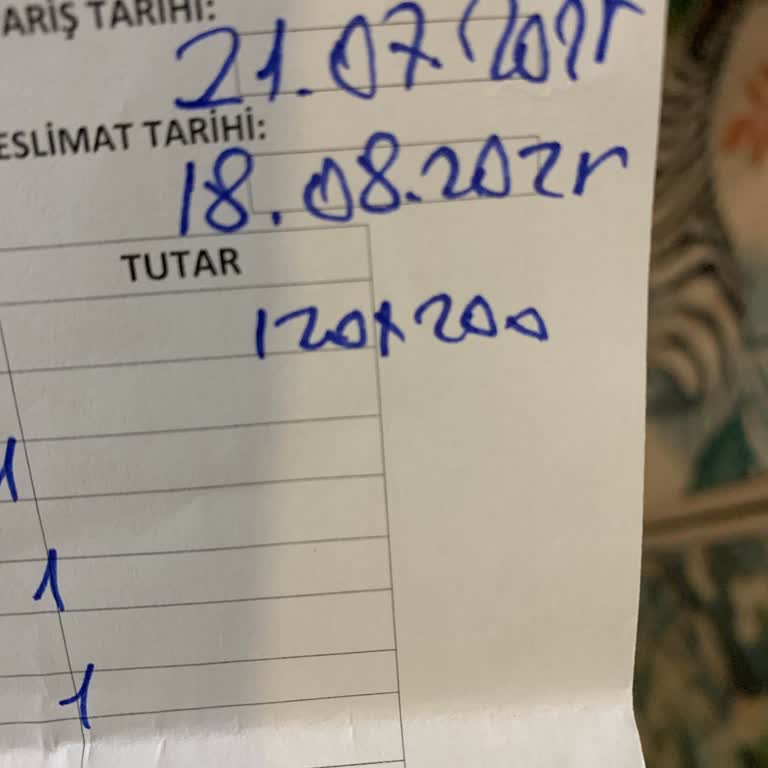 ARİŞ TARİHİ:
21.07.2025
ESLİMAT TARİHİ:
18.08.2025
TUTAR
120x200
1
1
1